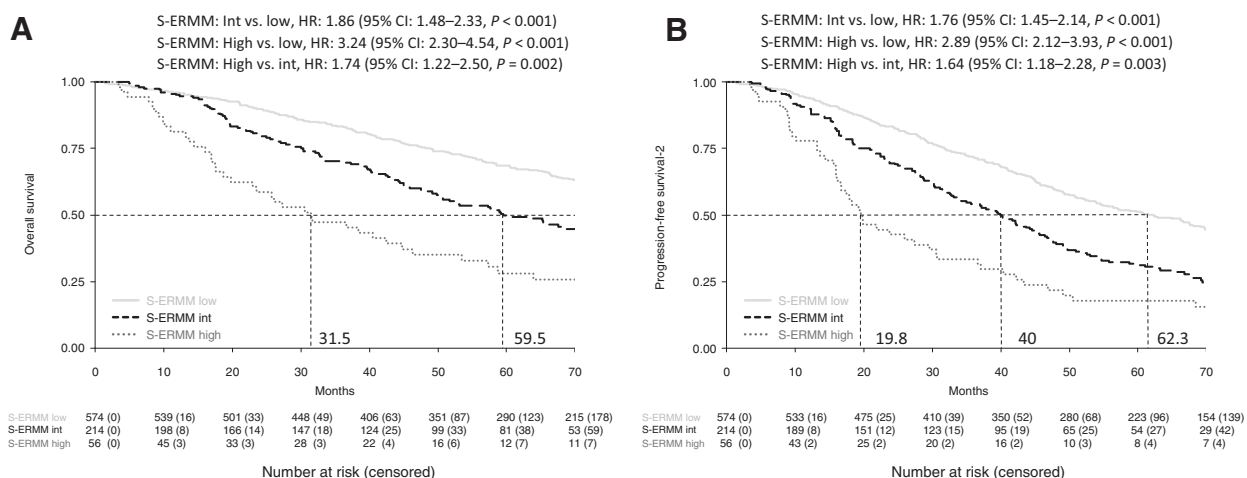 A
S-ERMM: Int vs. low, HR: 1.86 (95% CI: 1.48–2.33, P < 0.001)
S-ERMM: High vs. low, HR: 3.24 (95% CI: 2.30–4.54, P < 0.001)
S-ERMM: High vs. int, HR: 1.74 (95% CI: 1.22–2.50, P = 0.002)
1.00
0.75
0.50
0.25
0.00
Overall survival
S-ERMM low
S-ERMM int
S-ERMM high
31.5
59.5
0 10 20 30 40 50 60 70
Months
S-ERMM low 574 (0) 539 (16) 501 (33) 448 (49) 406 (63) 351 (87) 290 (123) 215 (178)
S-ERMM int 214 (0) 198 (8) 166 (14) 147 (18) 124 (25) 99 (33) 81 (38) 53 (59)
S-ERMM high 56 (0) 45 (3) 33 (3) 28 (3) 22 (4) 16 (6) 12 (7) 11 (7)
Number at risk (censored)
B
S-ERMM: Int vs. low, HR: 1.76 (95% CI: 1.45–2.14, P < 0.001)
S-ERMM: High vs. low, HR: 2.89 (95% CI: 2.12–3.93, P < 0.001)
S-ERMM: High vs. int, HR: 1.64 (95% CI: 1.18–2.28, P = 0.003)
1.00
0.75
0.50
0.25
0.00
Progression-free survival-2
S-ERMM low
S-ERMM int
S-ERMM high
19.8
40
62.3
0 10 20 30 40 50 60 70
Months
S-ERMM low 574 (0) 533 (16) 475 (25) 410 (39) 350 (52) 280 (68) 223 (96) 154 (139)
S-ERMM int 214 (0) 189 (8) 151 (12) 123 (15) 95 (19) 65 (25) 54 (27) 29 (42)
S-ERMM high 56 (0) 43 (2) 25 (2) 20 (2) 16 (2) 10 (3) 8 (4) 7 (4)
Number at risk (censored)